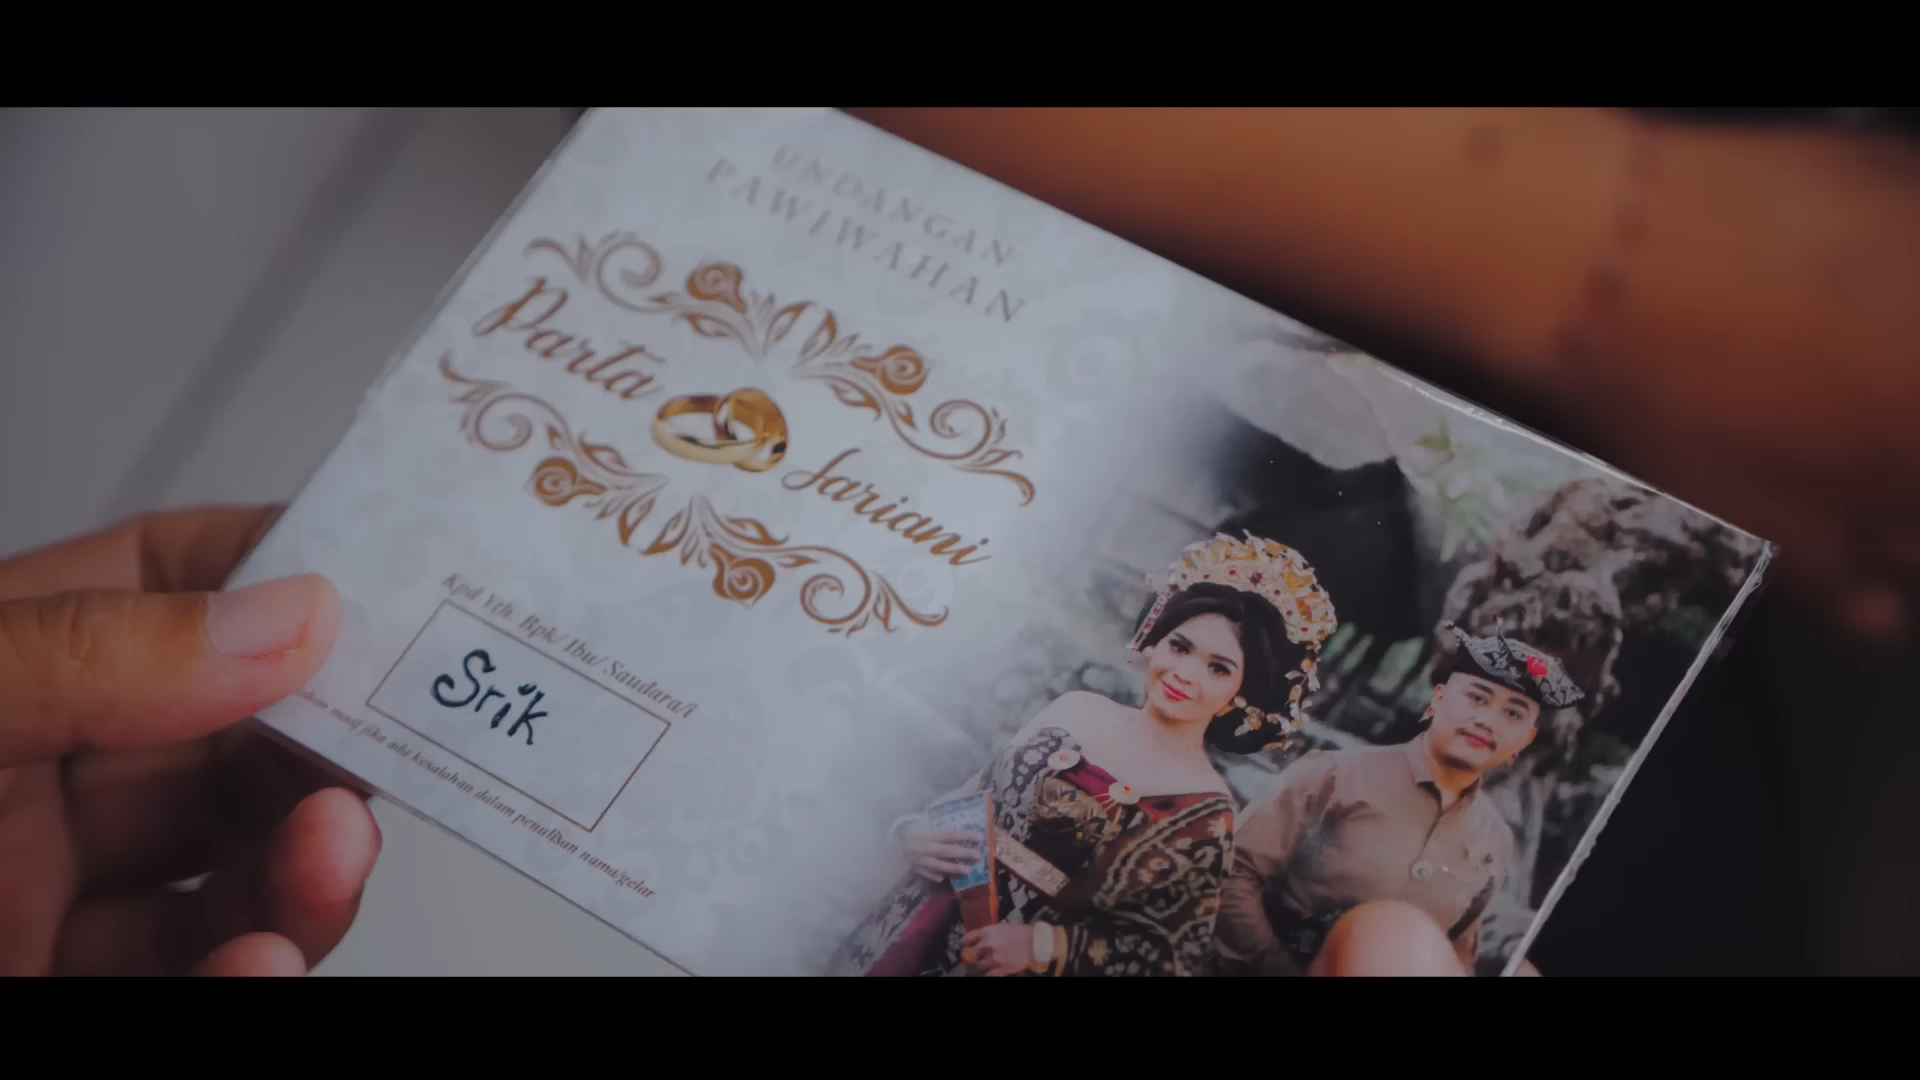 UNDANGAN
PAWIWAHAN
Parta
Sariani
Kpd Yth. Bpk/ Ibu/ Saudara/i
Srik
maaf jika ada kesalahan dalam penulisan nama/gelar